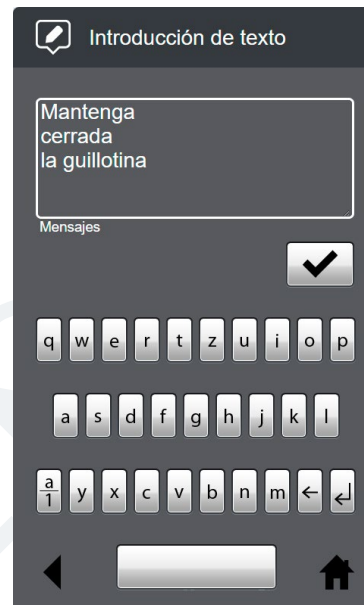 Introducción de texto
Mantenga
cerrada
la guillotina
Mensajes
q w e r t z u i o p
a s d f g h j k l
a/1 y x c v b n m ← ↵